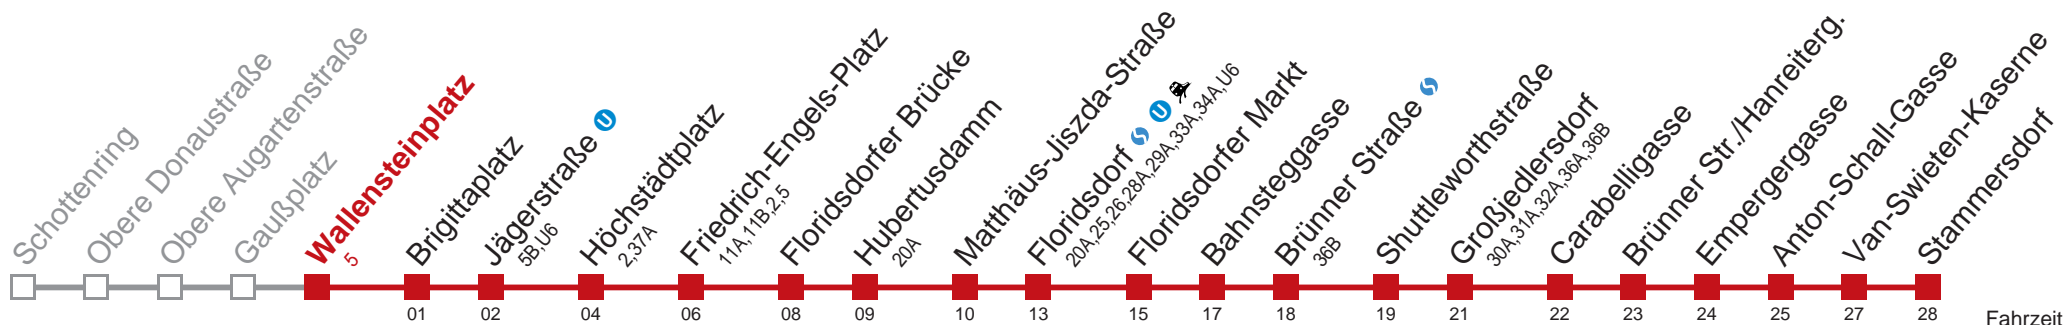 Schottenring
Obere Donaustraße
Obere Augartenstraße
Gaußplatz
Wallensteinplatz
5
Brigittaplatz
Jägerstraße U
5B,U6
Höchstädtplatz
2,37A
Friedrich-Engels-Platz
11A,11B,2,5
Floridsdorfer Brücke
Hubertusdamm
20A
Matthäus-Jiszda-Straße
Floridsdorf S U
20A,25,26,28A,29A,33A,34A,U6
Floridsdorfer Markt
Bahnsteggasse
Brünner Straße S
36B
Shuttleworthstraße
Großjedlersdorf
30A,31A,32A,36A,36B
Carabelligasse
Brünner Str./Hanreiterg.
Empergergasse
Anton-Schall-Gasse
Van-Swieten-Kaserne
Stammersdorf
01 02 04 06 08 09 10 13 15 17 18 19 21 22 23 24 25 27 28 Fahrzeit